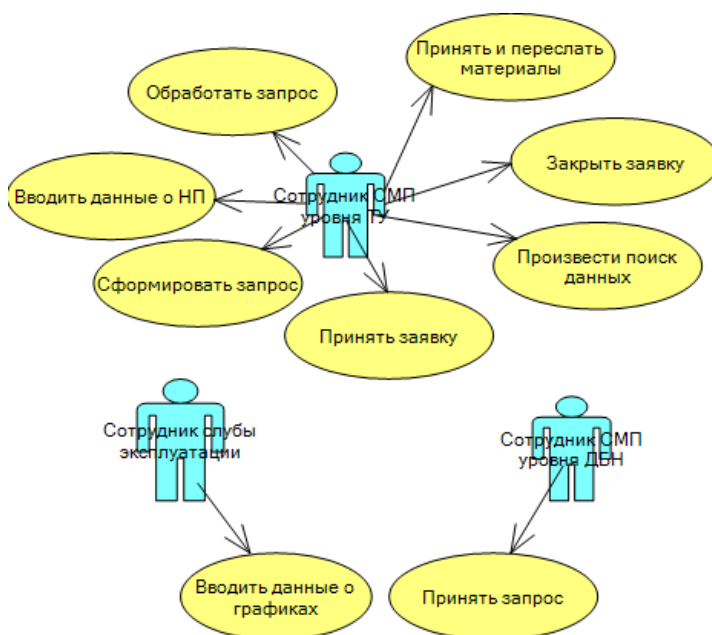 Принять и переслать
материалы
Обработать запрос
Закрыть заявку
Вводить данные о НП
Сотрудник СМП
уровня ТУ
Произвести поиск
данных
Сформировать запрос
Принять заявку
Сотрудник слубы
эксплуатации
Сотрудник СМП
уровня ДБН
Вводить данные о
графиках
Принять запрос